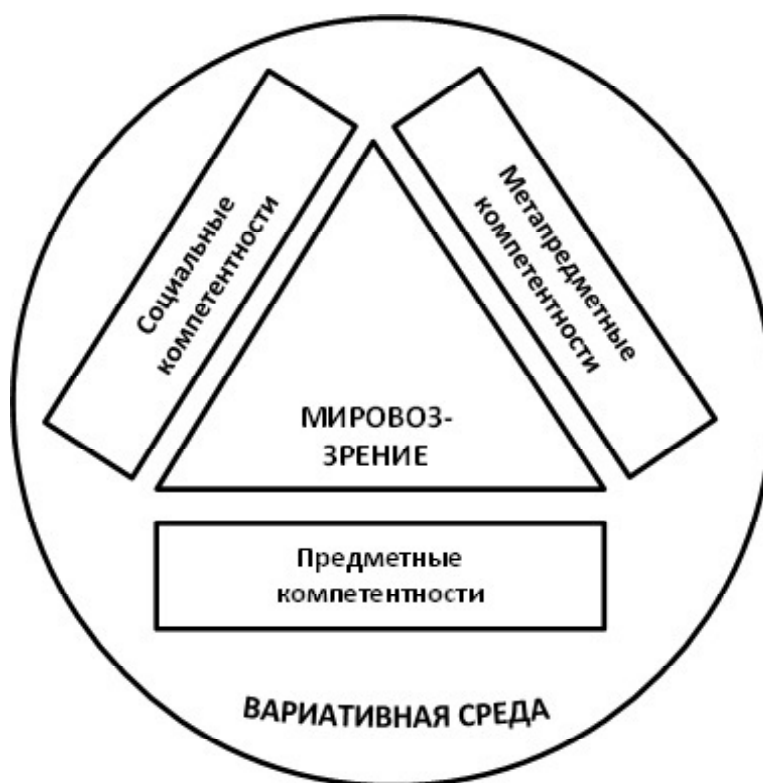 Социальные
компетентности
Метапредметные
компетентности
МИРОВОЗ-
ЗРЕНИЕ
Предметные
компетентности
ВАРИАТИВНАЯ СРЕДА